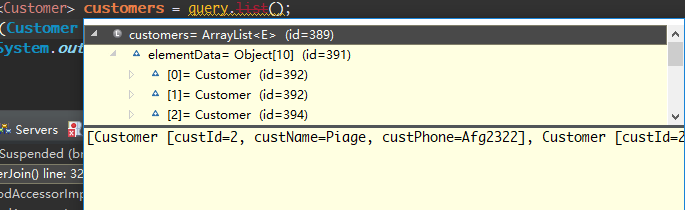 <Customer> customers = query.list();
(Customer
System.out
customers= ArrayList<E> (id=389)
elementData= Object[10] (id=391)
[0]= Customer (id=392)
[1]= Customer (id=392)
[2]= Customer (id=394)
Servers
[Customer [custId=2, custName=Piage, custPhone=Afg2322], Customer [custId=2
Suspended (br
erJoin() line: 32
odAccessorImp